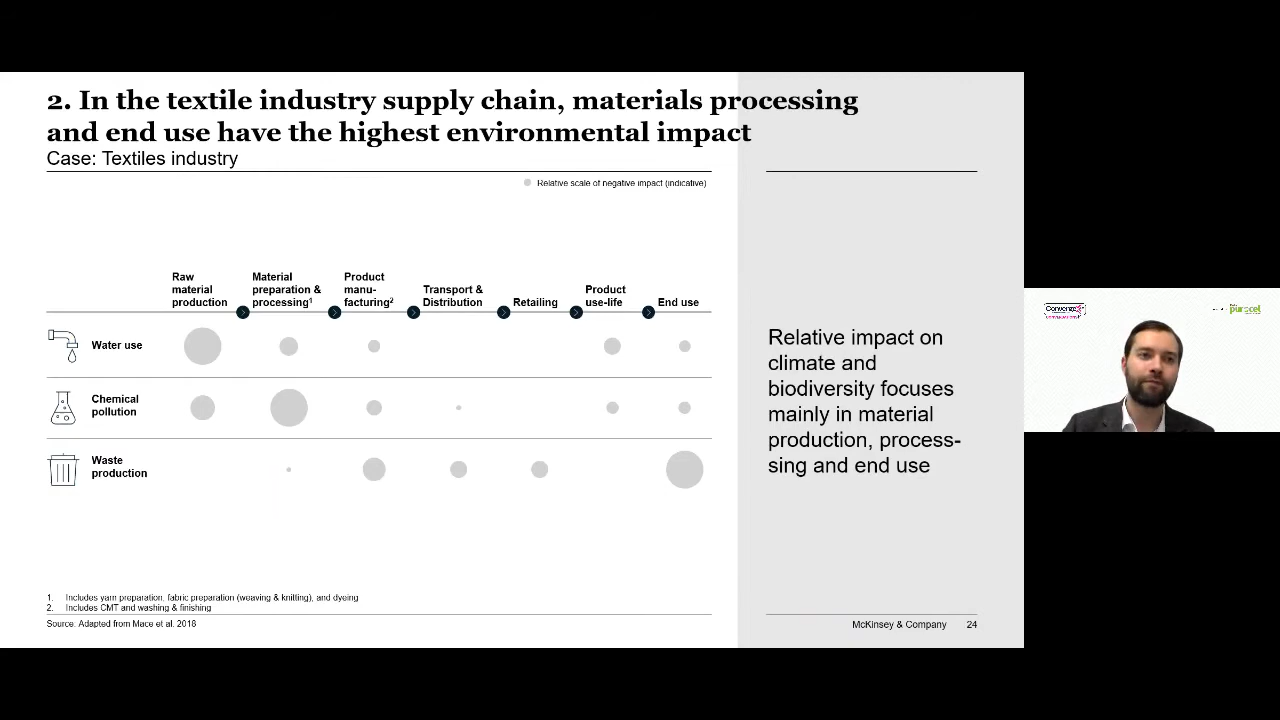 2. In the textile industry supply chain, materials processing
and end use have the highest environmental impact
Case: Textiles industry
Relative scale of negative impact (indicative)
Raw
material
production
Material
preparation &
processing¹
Product
manu-
facturing²
Transport &
Distribution
Retailing
Product
use-life
End use
Water use
Chemical
pollution
Waste
production
Relative impact on
climate and
biodiversity focuses
mainly in material
production, process-
sing and end use
1. Includes yarn preparation, fabric preparation (weaving & knitting), and dyeing
2. Includes CMT and washing & finishing
Source: Adapted from Mace et al. 2018
McKinsey & Company 24
purocel